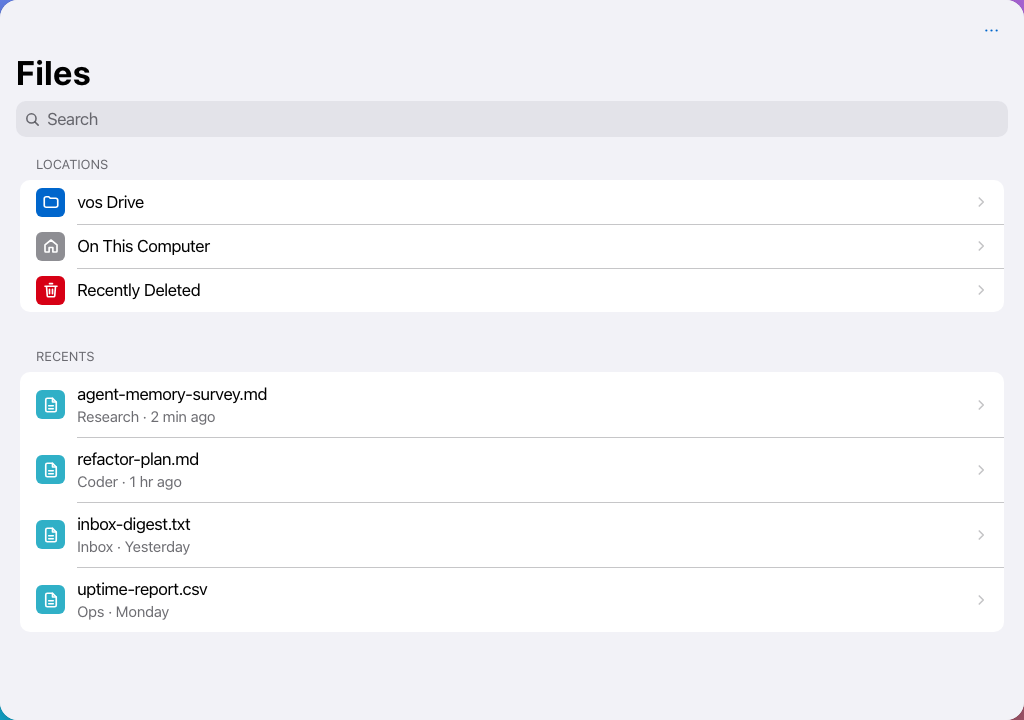 Files
Search
LOCATIONS
vos Drive
On This Computer
Recently Deleted
RECENTS
agent-memory-survey.md
Research · 2 min ago
refactor-plan.md
Coder · 1 hr ago
inbox-digest.txt
Inbox · Yesterday
uptime-report.csv
Ops · Monday